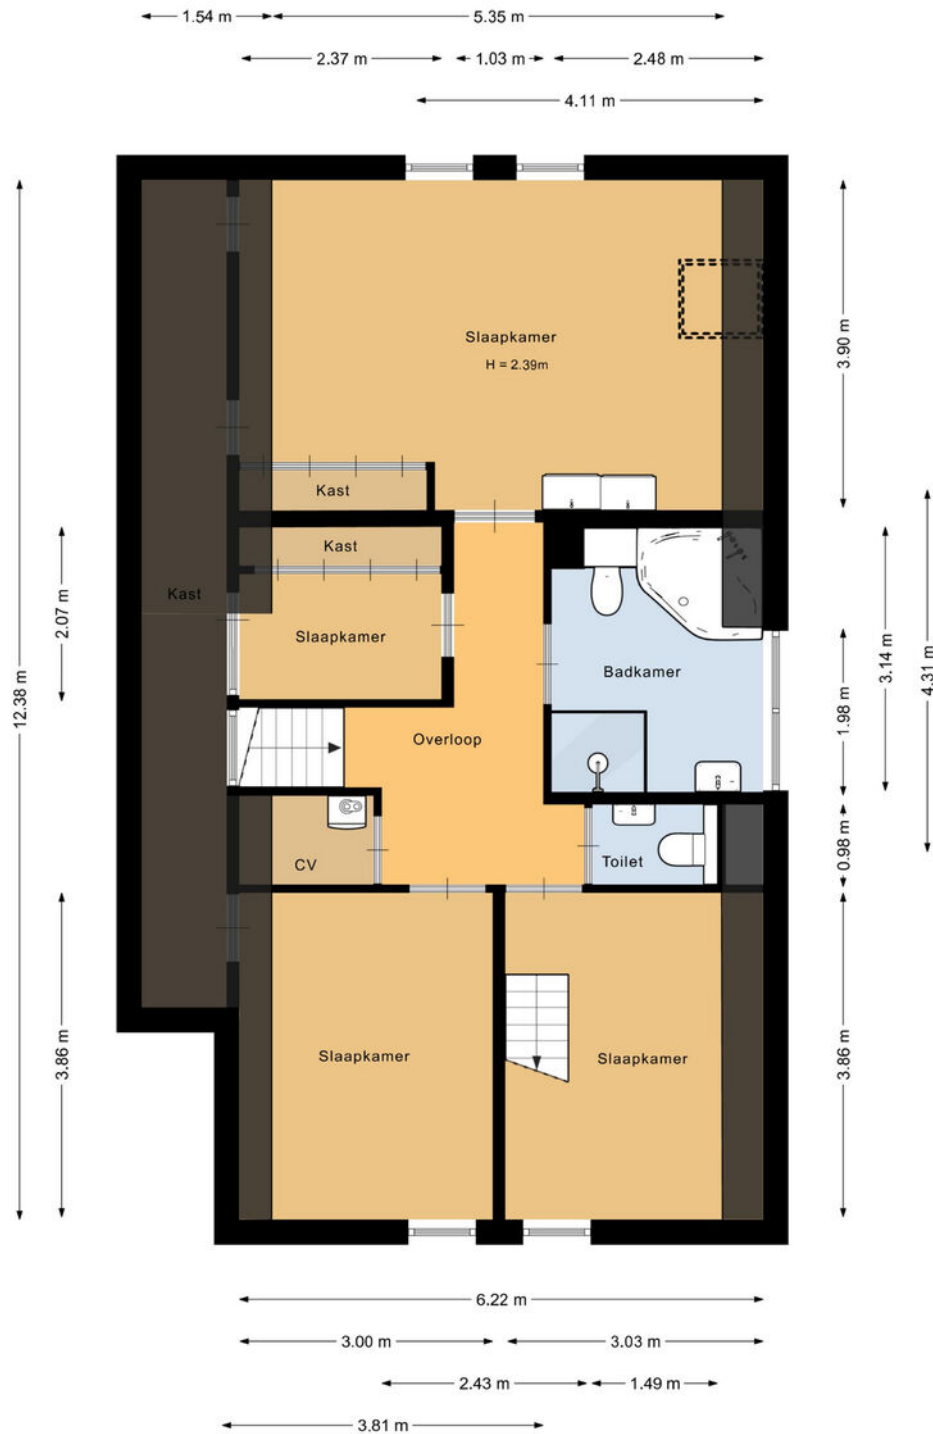 1.54 m
5.35 m
2.37 m
1.03 m
2.48 m
4.11 m
12.38 m
2.07 m
3.86 m
3.90 m
1.98 m
0.98 m
3.86 m
3.14 m
4.31 m
Slaapkamer
H = 2.39m
Kast
Kast
Kast
Slaapkamer
Badkamer
Overloop
CV
Toilet
Slaapkamer
Slaapkamer
6.22 m
3.00 m
3.03 m
2.43 m
1.49 m
3.81 m